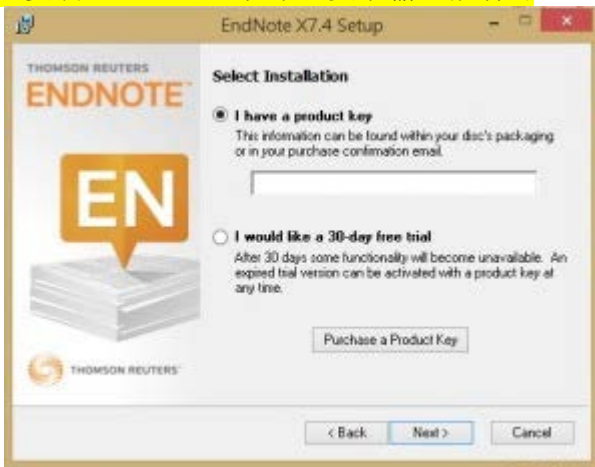 EndNote X7.4 Setup
THOMSON REUTERS
ENDNOTE™
EN
THOMSON REUTERS
Select Installation
I have a product key
This information can be found within your disc's packaging
or in your purchase confirmation email.
I would like a 30-day free trial
After 30 days some functionality will become unavailable. An
expired trial version can be activated with a product key at
any time.
Purchase a Product Key
< Back
Next >
Cancel